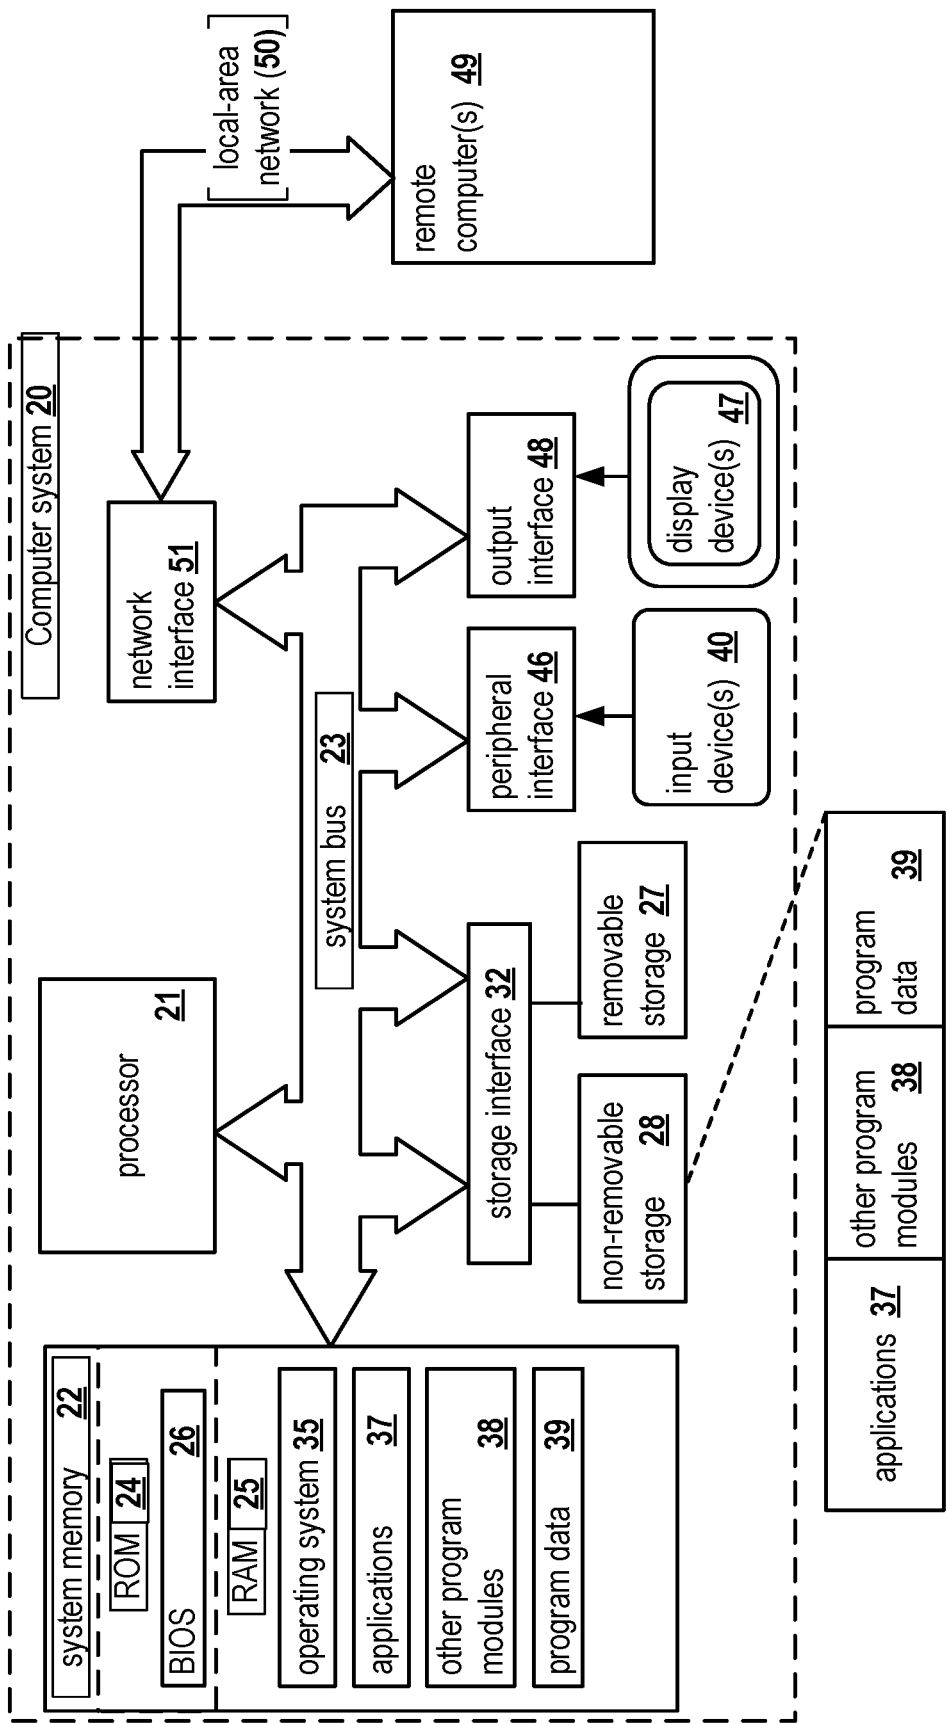 Computer system 20
system memory 22
ROM 24
BIOS 26
RAM 25
operating system 35
applications 37
other program
modules 38
program data 39
processor 21
system bus 23
network
interface 51
local-area
network (50)
remote
computer(s) 49
storage interface 32
non-removable
storage 28
removable
storage 27
peripheral
interface 46
output
interface 48
input
device(s) 40
display
device(s) 47
applications 37
other program
modules 38
program
data 39